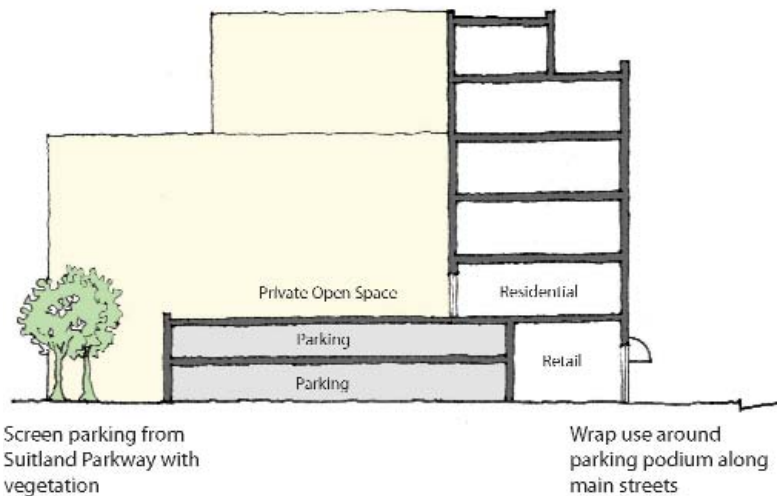 Private Open Space
Residential
Parking
Retail
Parking
Screen parking from
Suitland Parkway with
vegetation
Wrap use around
parking podium along
main streets